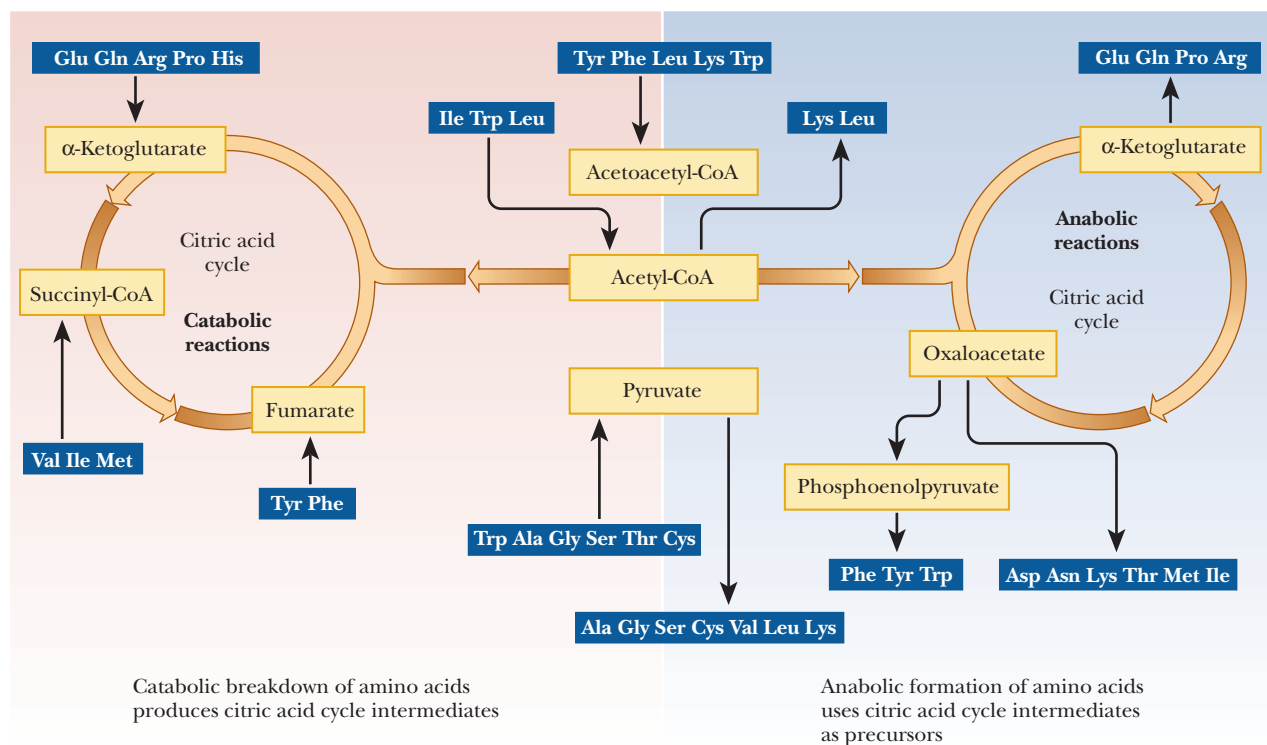 Glu Gln Arg Pro His
Tyr Phe Leu Lys Trp
Glu Gln Pro Arg
Ile Trp Leu
Lys Leu
α-Ketoglutarate
Acetoacetyl-CoA
α-Ketoglutarate
Citric acid
cycle
Anabolic
reactions
Succinyl-CoA
Acetyl-CoA
Citric acid
cycle
Catabolic
reactions
Oxaloacetate
Fumarate
Pyruvate
Val Ile Met
Tyr Phe
Phosphoenolpyruvate
Trp Ala Gly Ser Thr Cys
Phe Tyr Trp
Asp Asn Lys Thr Met Ile
Ala Gly Ser Cys Val Leu Lys
Catabolic breakdown of amino acids
produces citric acid cycle intermediates
Anabolic formation of amino acids
uses citric acid cycle intermediates
as precursors